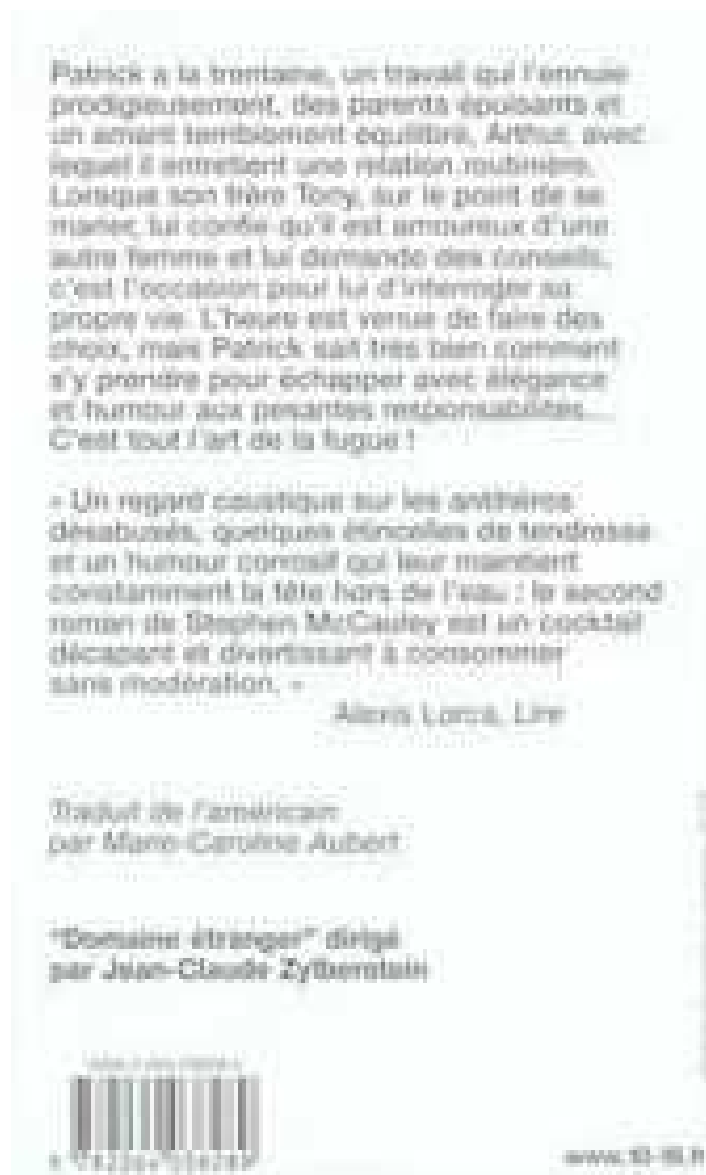 Patrick a la trentaine, un travail qui l'ennuie
prodigieusement, des parents épuisants et
un amant terriblement équilibré, Arthur, avec
lequel il entretient une relation routinière.
Lorsque son frère Tony, sur le point de se
marier, lui confie qu'il est amoureux d'une
autre femme et lui demande des conseils,
c'est l'occasion pour lui d'interroger sa
propre vie. L'heure est venue de faire des
choix, mais Patrick sait très bien comment
s'y prendre pour échapper avec élégance
et humour aux pesantes responsabilités...
C'est tout l'art de la fugue !
« Un regard caustique sur les antihéros
désabusés, quelques étincelles de tendresse
et un humour corrosif qui leur maintient
constamment la tête hors de l'eau : le second
roman de Stephen McCauley est un cocktail
décapant et divertissant à consommer
sans modération. »
Alexis Lorca, Lire
Traduit de l'américain
par Marie-Caroline Aubert
"Domaine étranger" dirigé
par Jean-Claude Zylberstein
www.10-18.fr